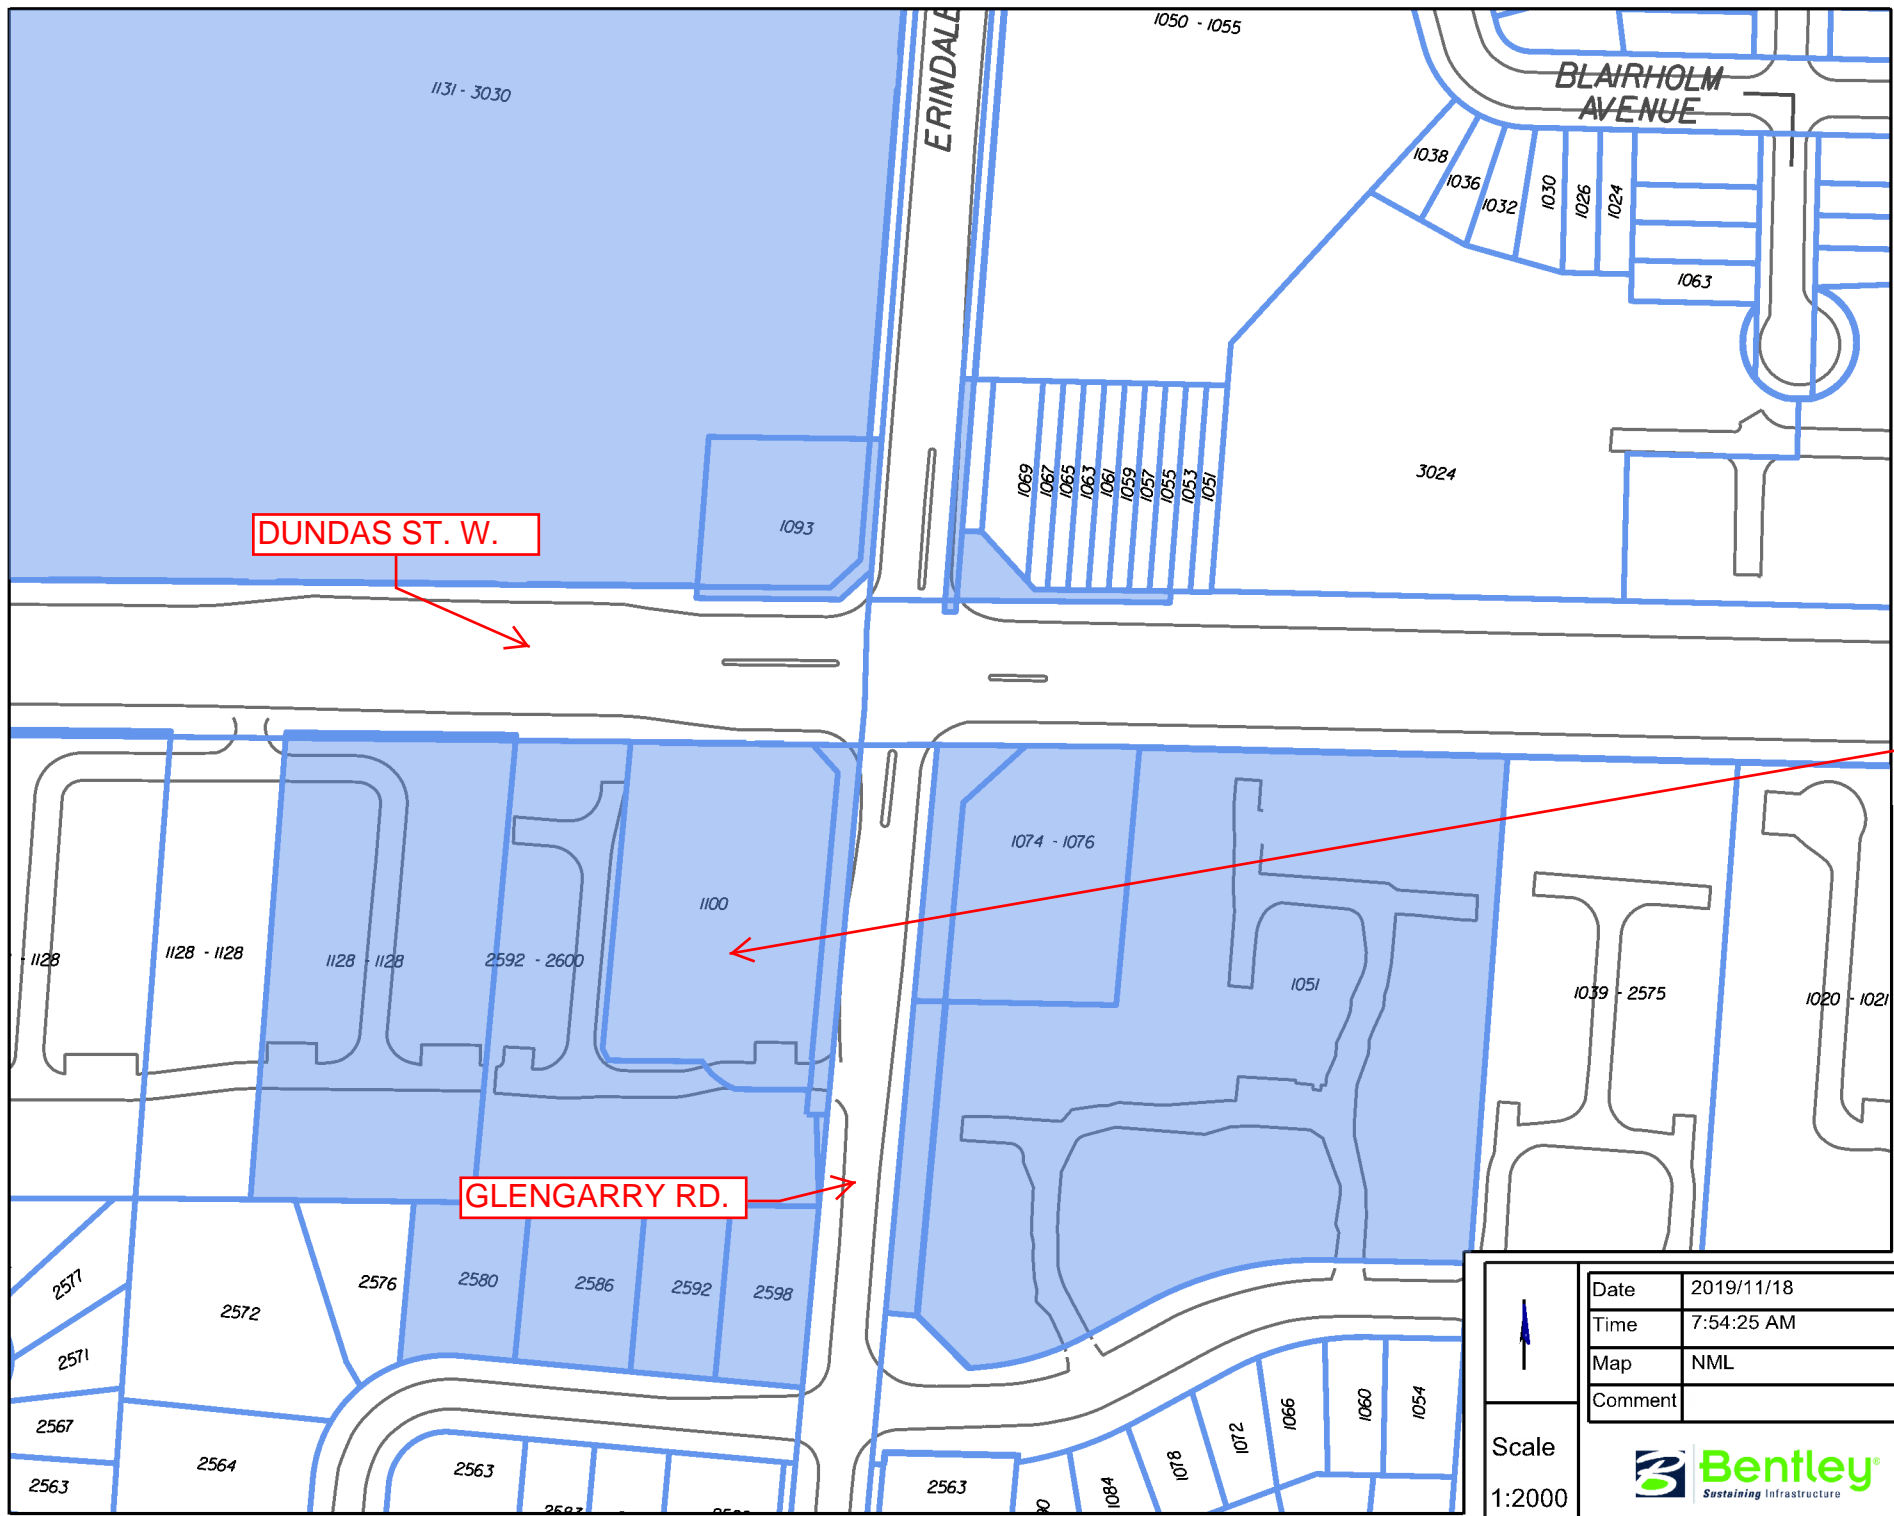 1050 - 1055
ERINDALE
1131 - 3030
BLAIRHOLM
AVENUE
1038
1036
1032
1030
1026
1024
1063
1069
1067
1065
1063
1061
1059
1057
1055
1053
1051
3024
1093
DUNDAS ST. W.
1074 - 1076
1100
- 1128
1128 - 1128
1128 - 1128
2592 - 2600
1051
1039 - 2575
1020 - 1021
GLENGARRY RD.
2577
2572
2576
2580
2586
2592
2598
2571
2567
2564
2563
2563
2563
1084
1078
1072
1066
1060
1054
Date 2019/11/18
Time 7:54:25 AM
Map NML
Comment
Scale
1:2000
Bentley®
Sustaining Infrastructure